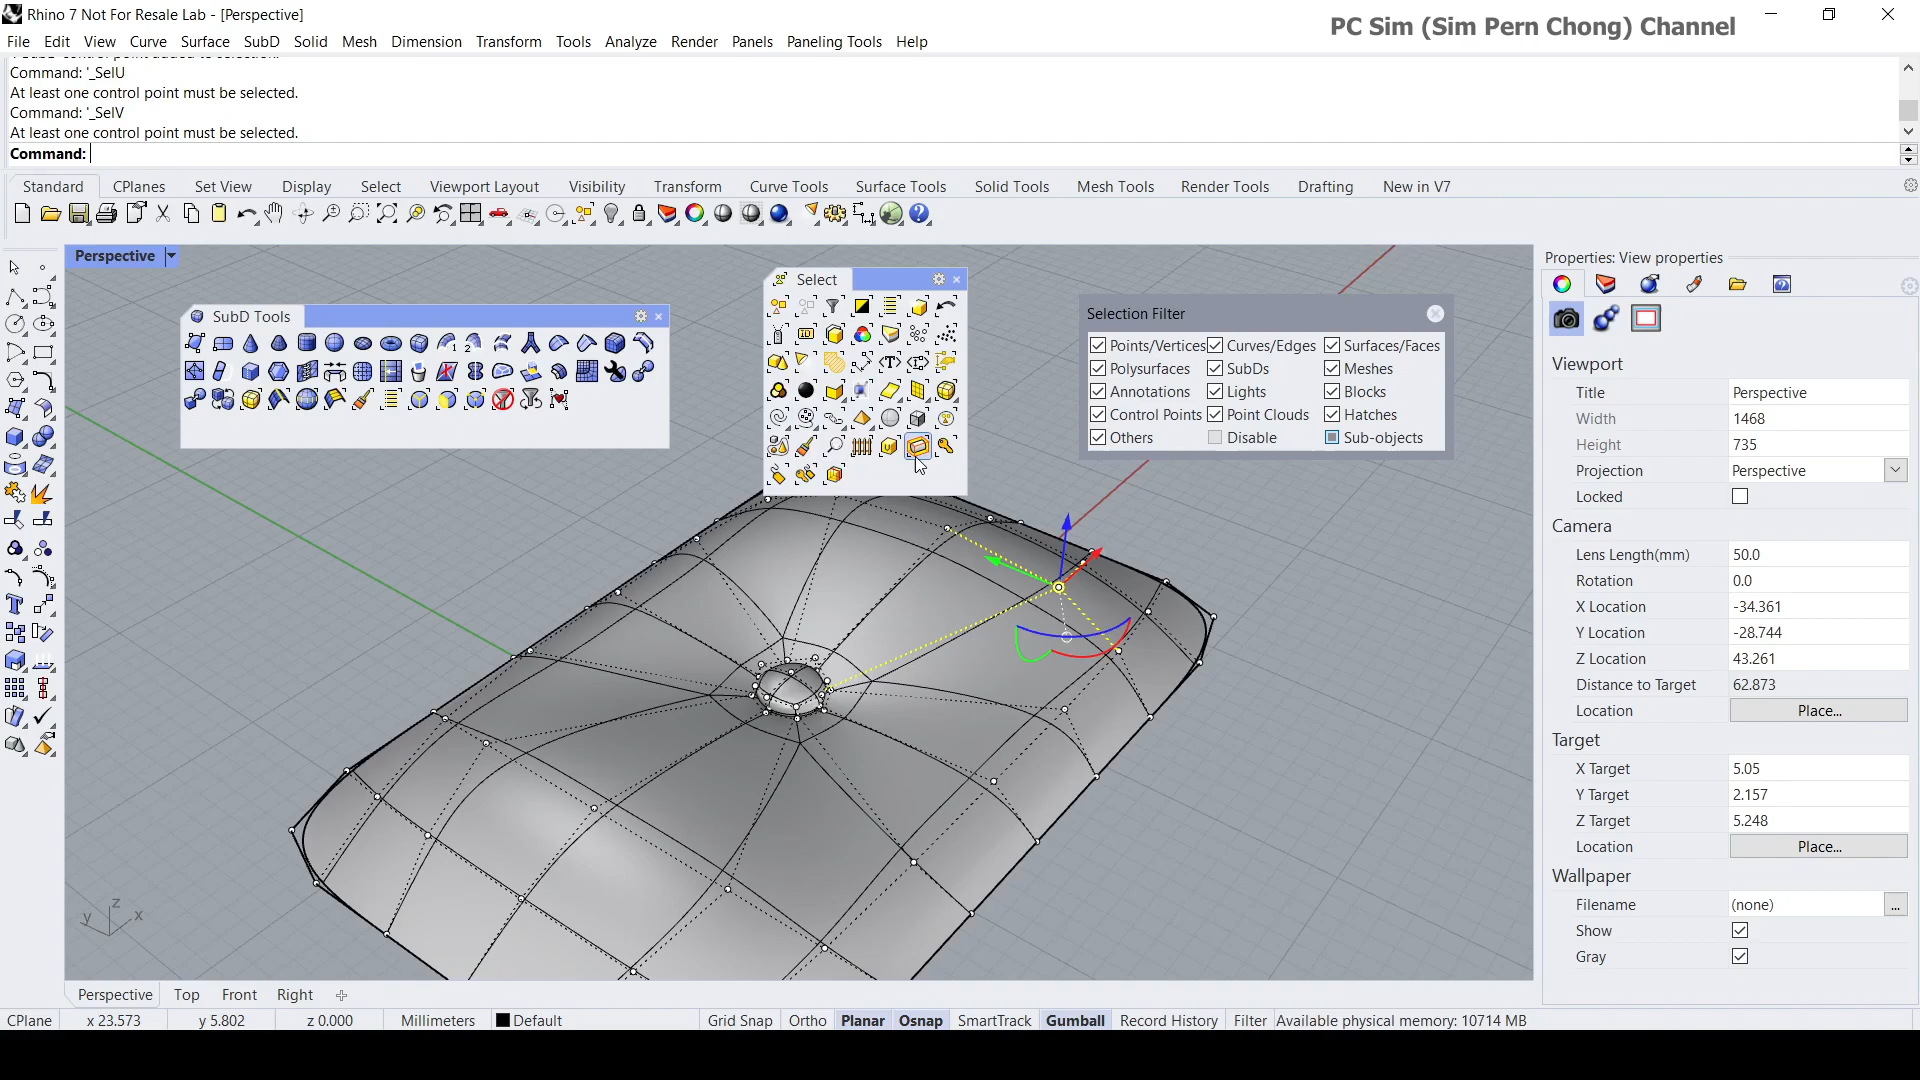 Rhino 7 Not For Resale Lab - [Perspective]
PC Sim (Sim Pern Chong) Channel
File Edit View Curve Surface SubD Solid Mesh Dimension Transform Tools Analyze Render Panels Paneling Tools Help
Command: '_SelU
At least one control point must be selected.
Command: '_SelV
At least one control point must be selected.
Command:
Standard CPlanes Set View Display Select Viewport Layout Visibility Transform Curve Tools Surface Tools Solid Tools Mesh Tools Render Tools Drafting New in V7
Perspective
SubD Tools
Select
Selection Filter
Points/Vertices Curves/Edges Surfaces/Faces
Polysurfaces SubDs Meshes
Annotations Lights Blocks
Control Points Point Clouds Hatches
Others Disable Sub-objects
Properties: View properties
Viewport
Title Perspective
Width 1468
Height 735
Projection Perspective
Locked
Camera
Lens Length(mm) 50.0
Rotation 0.0
X Location -34.361
Y Location -28.744
Z Location 43.261
Distance to Target 62.873
Location Place...
Target
X Target 5.05
Y Target 2.157
Z Target 5.248
Location Place...
Wallpaper
Filename (none) ...
Show
Gray
z
y x
Perspective Top Front Right
CPlane x 23.573 y 5.802 z 0.000 Millimeters Default Grid Snap Ortho Planar Osnap SmartTrack Gumball Record History Filter Available physical memory: 10714 MB